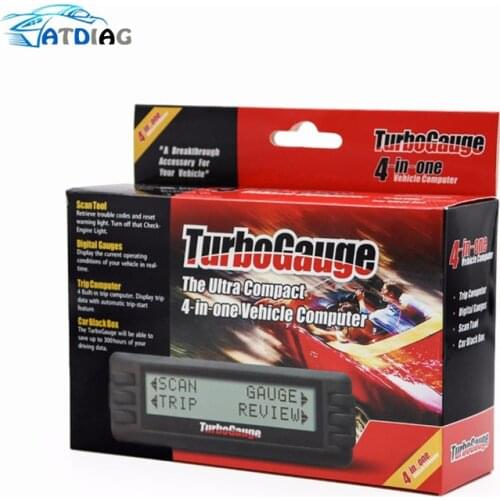 ATDIAG
4 in one
"A Breakthrough
Accessory For
Your Vehicle"
TurboGauge
4 in-one
Vehicle Computer
Scan Tool
Retrieve trouble codes and reset
warning light. Turn off that Check-
Engine Light.
Digital Gauges
Display the current operating
conditions of your vehicle in real-
time.
Trip Computer
A Built-in trip computer. Display trip
data with automatic trip-start
feature.
Car Black Box
The TurboGauge will be able to
save up to 300hours of your
driving data.
TurboGauge
The Ultra Compact
4-in-one Vehicle Computer
SCAN GAUGE
TRIP REVIEW
TurboGauge
4-in-one
Vehicle Computer
Trip Computer
Digital Gauges
Scan Tool
Car Black Box
4 in one
TurboGauge